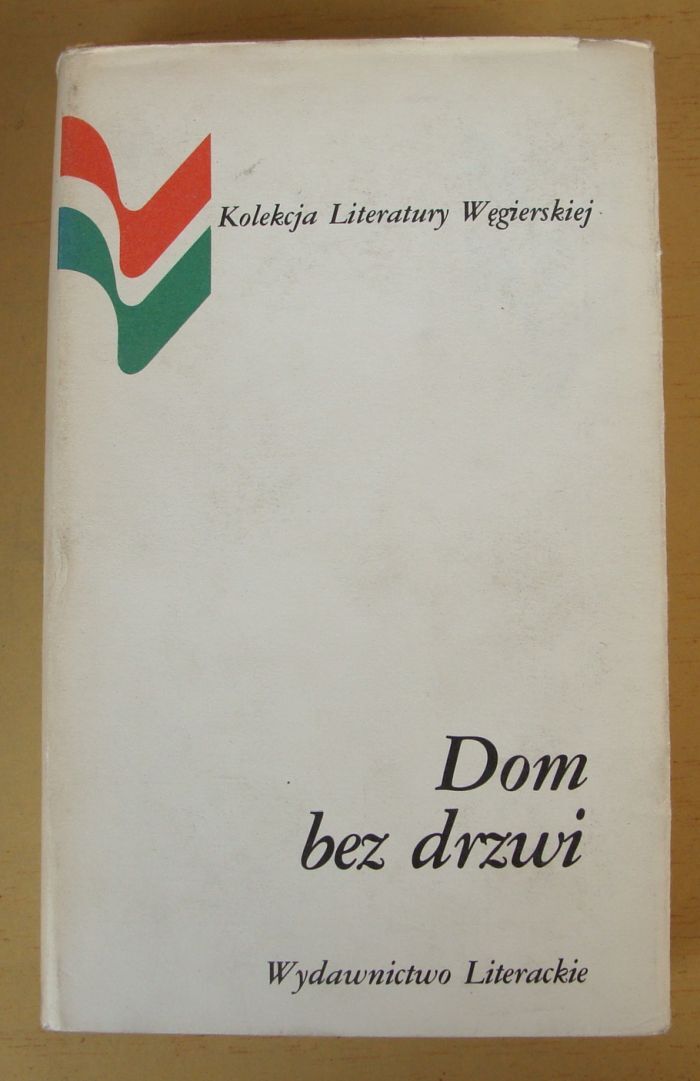 Kolekcja Literatury Węgierskiej
Dom
bez drzwi
Wydawnictwo Literackie